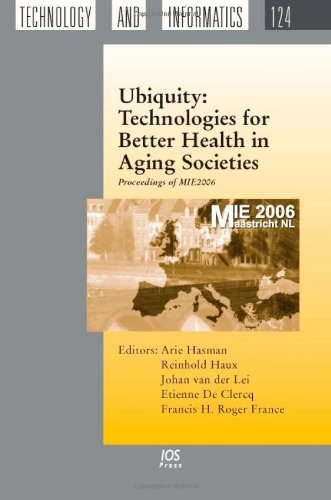 TECHNOLOGY AND INFORMATICS 124
Ubiquity:
Technologies for
Better Health in
Aging Societies
Proceedings of MIE2006
MIE 2006
Maastricht NL
Editors: Arie Hasman
Reinhold Haux
Johan van der Lei
Etienne De Clercq
Francis H. Roger France
IOS
Press